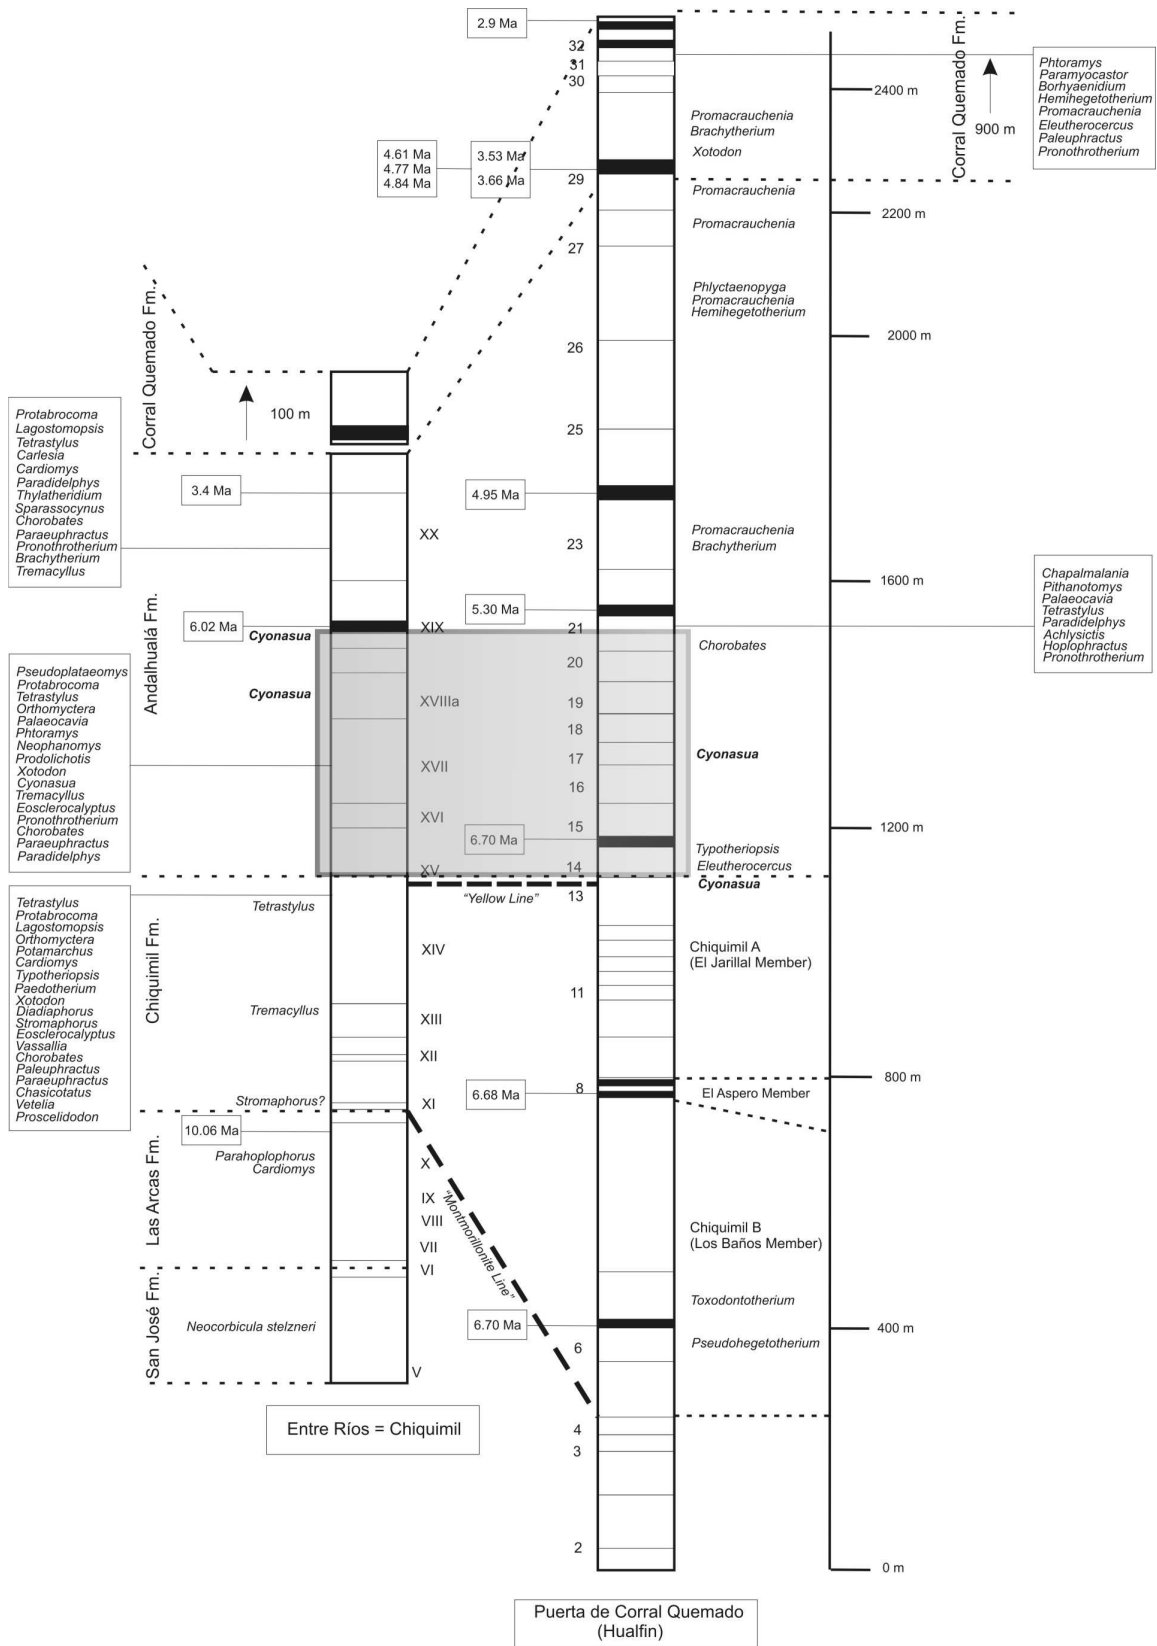 2.9 Ma
32
31
30
29
27
26
25
23
21
20
19
18
17
16
15
14
13
11
8
6
4
3
2
4.61 Ma
4.77 Ma
4.84 Ma
3.53 Ma
3.66 Ma
4.95 Ma
5.30 Ma
6.70 Ma
6.68 Ma
6.70 Ma
Promacrauchenia
Brachytherium
Xotodon
Promacrauchenia
Promacrauchenia
Phlyctaenopyga
Promacrauchenia
Hemihegetotherium
Promacrauchenia
Brachytherium
Chorobates
Cyonasua
Typotheriopsis
Eleutherocercus
Cyonasua
Chiquimil A
(El Jarillal Member)
El Aspero Member
Chiquimil B
(Los Baños Member)
Toxodontotherium
Pseudohegetotherium
2400 m
2200 m
2000 m
1600 m
1200 m
800 m
400 m
0 m
Corral Quemado Fm.
900 m
Phtoramys
Paramyocastor
Borhyaenidium
Hemihegetotherium
Promacrauchenia
Eleutherocercus
Paleuphractus
Pronothrotherium
Chapalmalania
Pithanotomys
Palaeocavia
Tetrastylus
Paradidelphys
Achlysictis
Hoplophractus
Pronothrotherium
Corral Quemado Fm.
100 m
Andalhualá Fm.
Chiquimil Fm.
Las Arcas Fm.
San José Fm.
Protabrocoma
Lagostomopsis
Tetrastylus
Carlesia
Cardiomys
Paradidelphys
Thylatheridium
Sparassocynus
Chorobates
Paraeuphractus
Pronothrotherium
Brachytherium
Tremacyllus
Pseudoplataeomys
Protabrocoma
Tetrastylus
Orthomyctera
Palaeocavia
Phtoramys
Neophanomys
Prodolichotis
Xotodon
Cyonasua
Tremacyllus
Eosclerocalyptus
Pronothrotherium
Chorobates
Paraeuphractus
Paradidelphys
Tetrastylus
Protabrocoma
Lagostomopsis
Orthomyctera
Potamarchus
Cardiomys
Typotheriopsis
Paedotherium
Xotodon
Diadiaphorus
Stromaphorus
Eosclerocalyptus
Vassallia
Chorobates
Paleuphractus
Paraeuphractus
Chasicotatus
Vetelia
Proscelidodon
3.4 Ma
6.02 Ma
Cyonasua
Cyonasua
Tetrastylus
Tremacyllus
Stromaphorus?
10.06 Ma
Parahoplophorus
Cardiomys
Neocorbicula stelzneri
XX
XIX
XVIIIa
XVII
XVI
XV
XIV
XIII
XII
XI
X
IX
VIII
VII
VI
V
"Yellow Line"
"Montmorillonite Line"
Entre Ríos = Chiquimil
Puerta de Corral Quemado
(Hualfin)